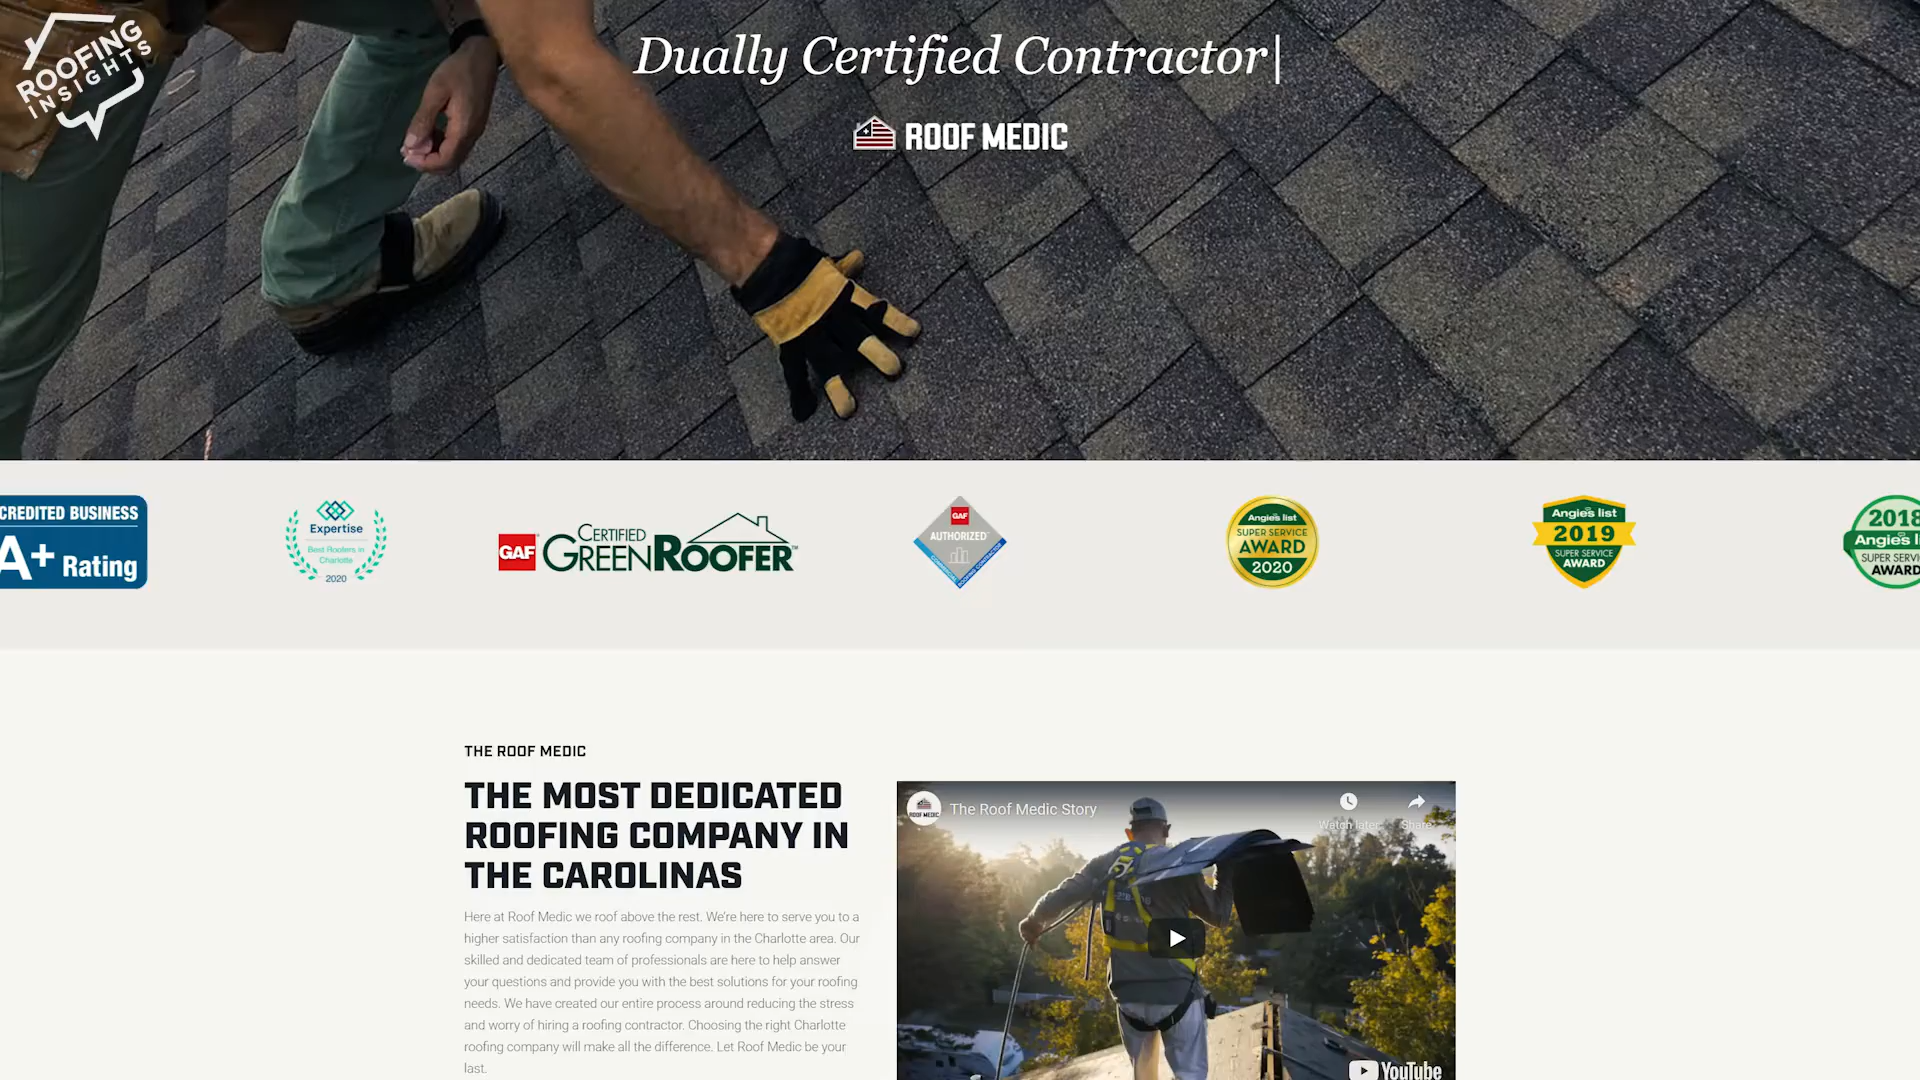 ROOFING
INSIGHTS
Dually Certified Contractor
ROOF MEDIC
CREDITED BUSINESS
A+ Rating
Expertise
Best Roofers in
Charlotte
2020
GAF
CERTIFIED
GREENROOFER™
GAF
AUTHORIZED™
Angie's list
SUPER SERVICE
AWARD
2020
Angie's list
2019
SUPER SERVICE
AWARD
2018
Angie's li
SUPER SERVI
AWARD
THE ROOF MEDIC
THE MOST DEDICATED
ROOFING COMPANY IN
THE CAROLINAS
Here at Roof Medic we roof above the rest. We're here to serve you to a
higher satisfaction than any roofing company in the Charlotte area. Our
skilled and dedicated team of professionals are here to help answer
your questions and provide you with the best solutions for your roofing
needs. We have created our entire process around reducing the stress
and worry of hiring a roofing contractor. Choosing the right Charlotte
roofing company will make all the difference. Let Roof Medic be your
last.
ROOF MEDIC
The Roof Medic Story
Watch later
Share
YouTube